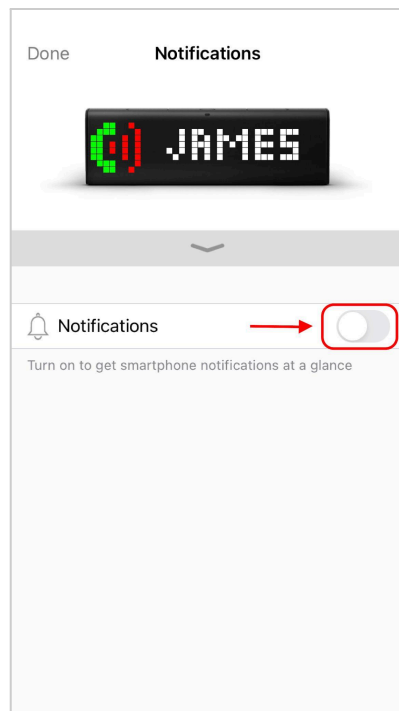 Done Notifications
JAMES
Notifications
Turn on to get smartphone notifications at a glance